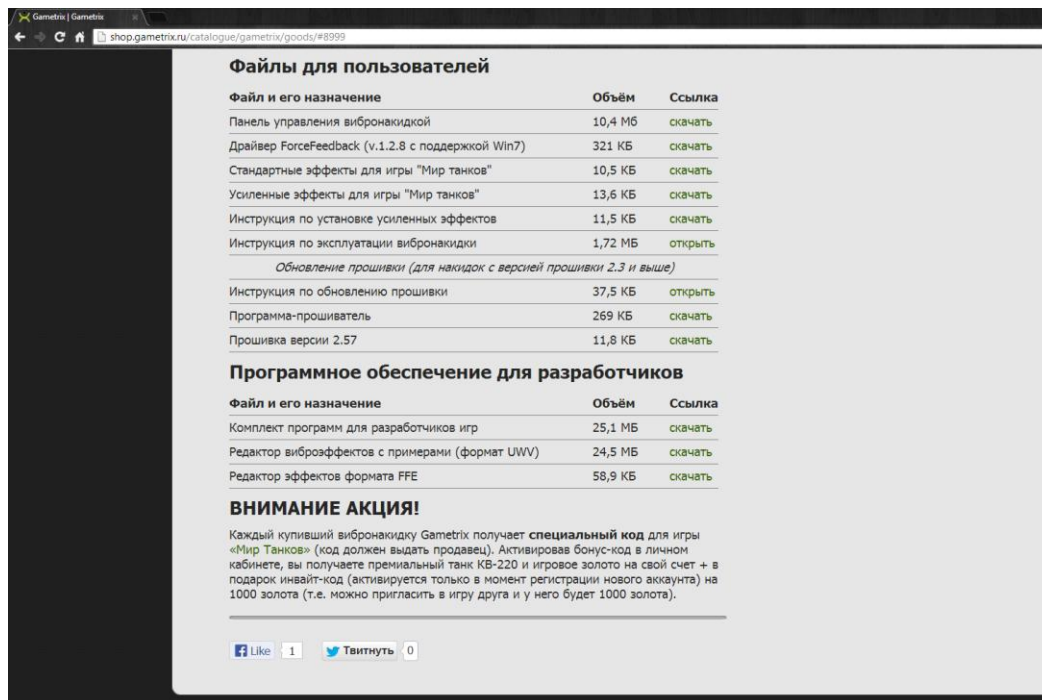 Gametrix | Gametrix
shop.gametrix.ru/catalogue/gametrix/goods/#8999
Файлы для пользователей
Файл и его назначение Объём Ссылка
Панель управления вибронакидкой 10,4 Мб скачать
Драйвер ForceFeedback (v.1.2.8 с поддержкой Win7) 321 КБ скачать
Стандартные эффекты для игры "Мир танков" 10,5 КБ скачать
Усиленные эффекты для игры "Мир танков" 13,6 КБ скачать
Инструкция по установке усиленных эффектов 11,5 КБ скачать
Инструкция по эксплуатации вибронакидки 1,72 МБ открыть
Обновление прошивки (для накидок с версией прошивки 2.3 и выше)
Инструкция по обновлению прошивки 37,5 КБ открыть
Программа-прошиватель 269 КБ скачать
Прошивка версии 2.57 11,8 КБ скачать
Программное обеспечение для разработчиков
Файл и его назначение Объём Ссылка
Комплект программ для разработчиков игр 25,1 МБ скачать
Редактор виброэффектов с примерами (формат UWV) 24,5 МБ скачать
Редактор эффектов формата FFE 58,9 КБ скачать
ВНИМАНИЕ АКЦИЯ!
Каждый купивший вибронакидку Gametrix получает специальный код для игры
«Мир Танков» (код должен выдать продавец). Активировав бонус-код в личном
кабинете, вы получаете премиальный танк КВ-220 и игровое золото на свой счет + в
подарок инвайт-код (активируется только в момент регистрации нового аккаунта) на
1000 золота (т.е. можно пригласить в игру друга и у него будет 1000 золота).
Like 1 Твитнуть 0